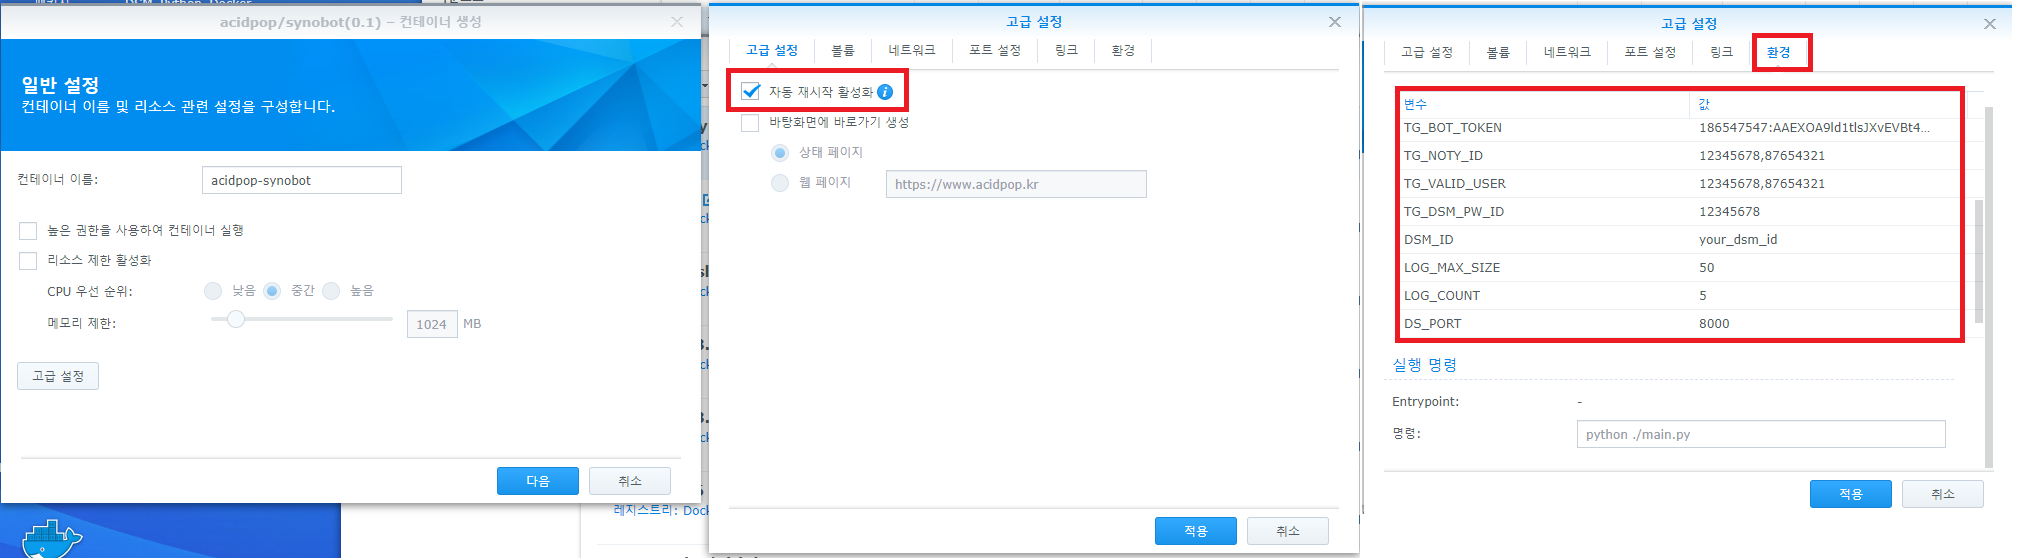 acidpop/synobot(0.1) – 컨테이너 생성
일반 설정
컨테이너 이름 및 리소스 관련 설정을 구성합니다.
컨테이너 이름: acidpop-synobot
높은 권한을 사용하여 컨테이너 실행
리소스 제한 활성화
CPU 우선 순위: 낮음 중간 높음
메모리 제한: 1024 MB
고급 설정
다음 취소
레지스트리: Doc
고급 설정
고급 설정 볼륨 네트워크 포트 설정 링크 환경
자동 재시작 활성화
바탕화면에 바로가기 생성
상태 페이지
웹 페이지 https://www.acidpop.kr
적용 취소
고급 설정
고급 설정 볼륨 네트워크 포트 설정 링크 환경
변수 값
TG_BOT_TOKEN 186547547:AAEXOA9ld1tlsJXvEVBt4...
TG_NOTY_ID 12345678,87654321
TG_VALID_USER 12345678,87654321
TG_DSM_PW_ID 12345678
DSM_ID your_dsm_id
LOG_MAX_SIZE 50
LOG_COUNT 5
DS_PORT 8000
실행 명령
Entrypoint: -
명령: python ./main.py
적용 취소